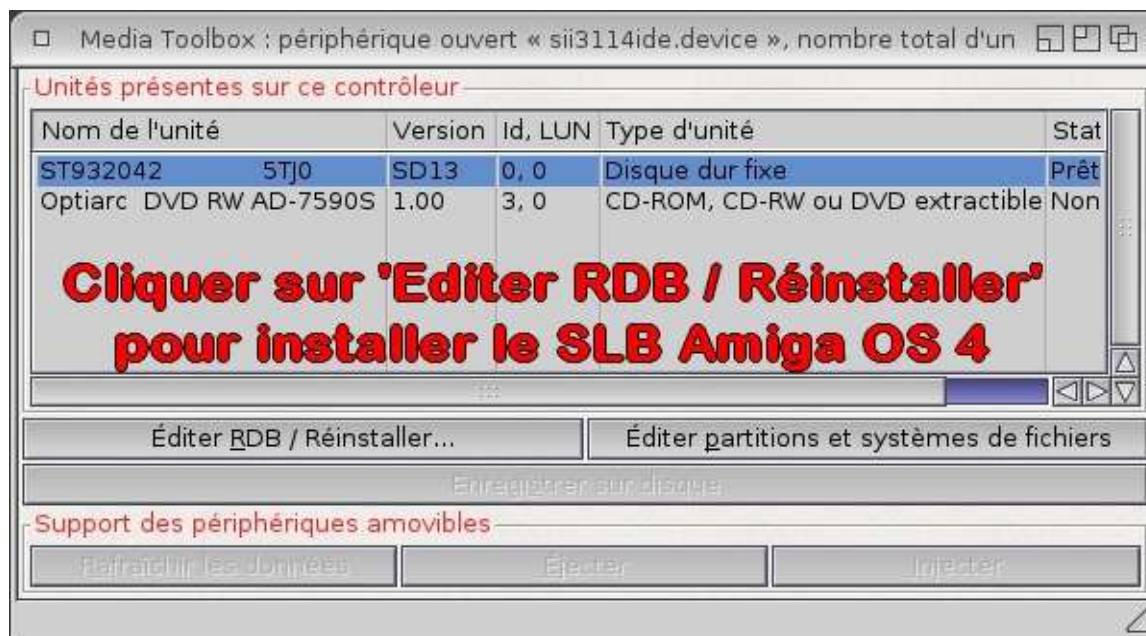 Media Toolbox : périphérique ouvert « sii3114ide.device », nombre total d'un
Unités présentes sur ce contrôleur
Nom de l'unité Version Id, LUN Type d'unité Stat
ST932042 5TJ0 SD13 0, 0 Disque dur fixe Prêt
Optiarc DVD RW AD-7590S 1.00 3, 0 CD-ROM, CD-RW ou DVD extractible Non
Cliquer sur 'Editer RDB / Réinstaller'
pour installer le SLB Amiga OS 4
Éditer RDB / Réinstaller... Éditer partitions et systèmes de fichiers
Enregistrer sur disque
Support des périphériques amovibles
Rafraîchir les données Éjecter Injecter